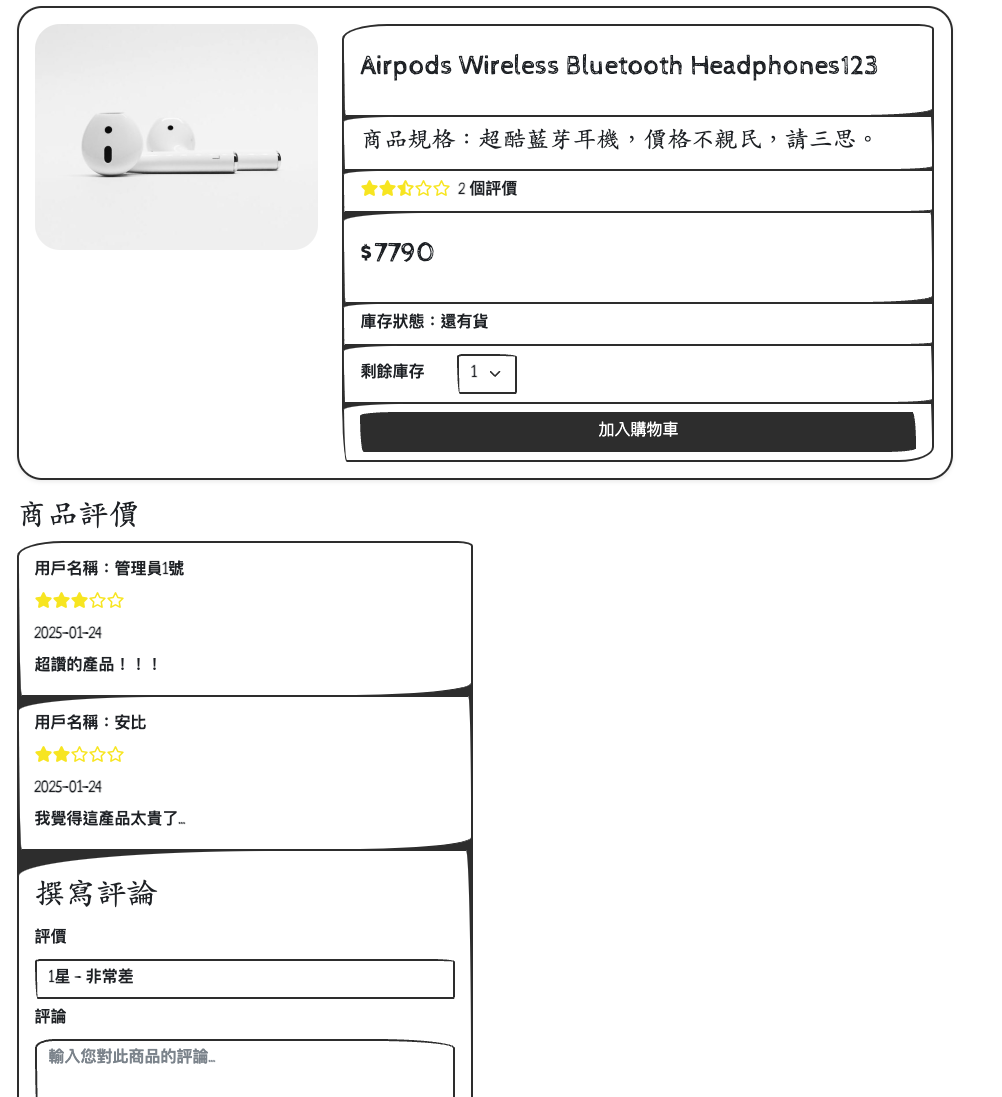 Airpods Wireless Bluetooth Headphones123
商品規格：超酷藍芽耳機，價格不親民，請三思。
2 個評價
$7790
庫存狀態：還有貨
剩餘庫存 1
加入購物車
商品評價
用戶名稱：管理員1號
2025-01-24
超讚的產品！！！
用戶名稱：安比
2025-01-24
我覺得這產品太貴了...
撰寫評論
評價
1星 - 非常差
評論
輸入您對此商品的評論...